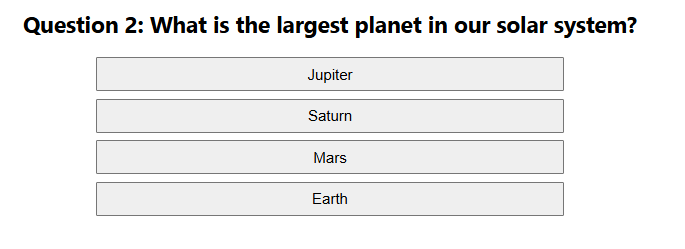 Question 2: What is the largest planet in our solar system?
Jupiter
Saturn
Mars
Earth